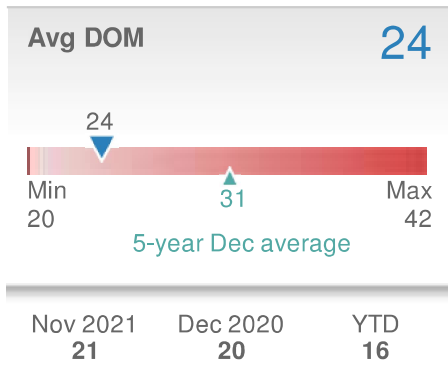 Avg DOM 24
24
Min Max
20 31 42
5-year Dec average
Nov 2021 Dec 2020 YTD
21 20 16